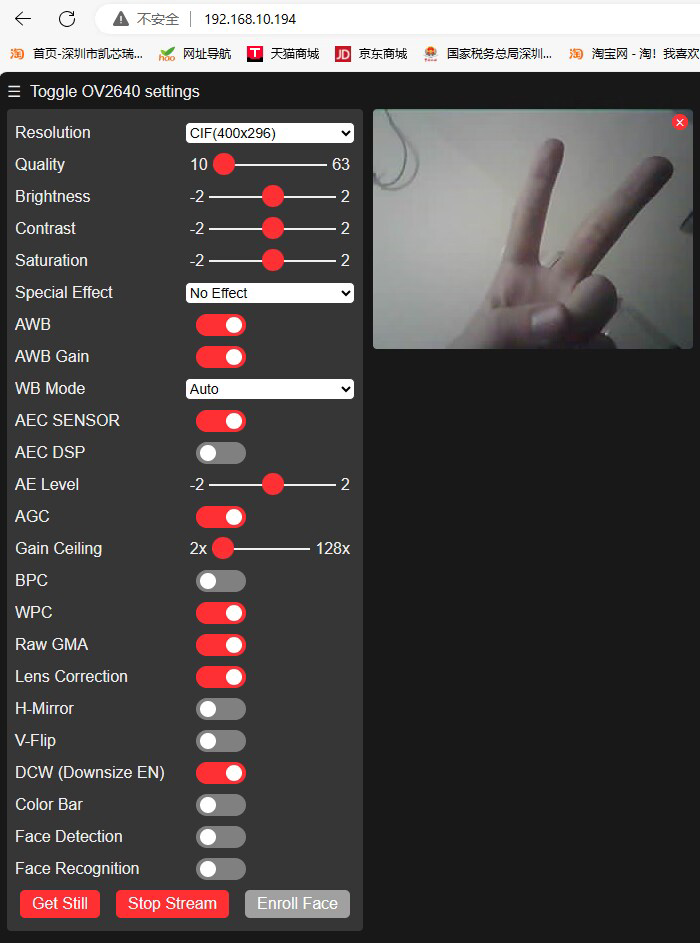 不安全 192.168.10.194
首页-深圳市凯芯瑞... hao 网址导航 T 天猫商城 JD 京东商城 国家税务总局深圳... 淘 淘宝网 - 淘！我喜欢
☰ Toggle OV2640 settings
Resolution CIF(400x296)
Quality 10 63
Brightness -2 2
Contrast -2 2
Saturation -2 2
Special Effect No Effect
AWB
AWB Gain
WB Mode Auto
AEC SENSOR
AEC DSP
AE Level -2 2
AGC
Gain Ceiling 2x 128x
BPC
WPC
Raw GMA
Lens Correction
H-Mirror
V-Flip
DCW (Downsize EN)
Color Bar
Face Detection
Face Recognition
Get Still Stop Stream Enroll Face